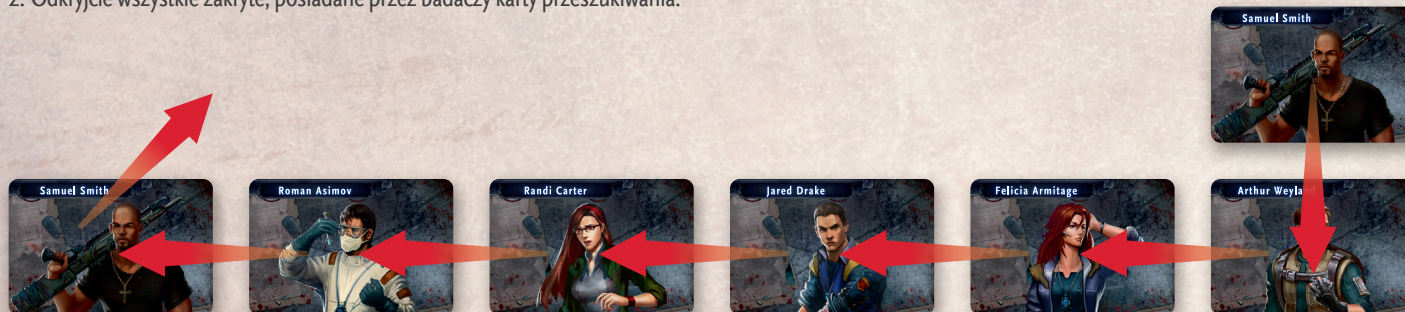 2. Odkryjcie wszystkie zakryte, posiadane przez badaczy karty przeszukiwania.
Samuel Smith
Samuel Smith
Roman Asimov
Randi Carter
Jared Drake
Felicia Armitage
Arthur Weyland